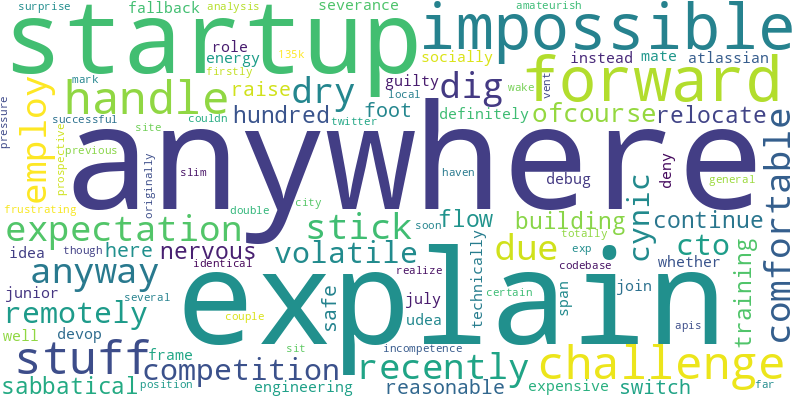 surprise fallback analysis severance amateurish
startup impossible
role energy firstly 135k socially instead mate atlassian
mark handle raise dry guilty dig forward vent
pressure employ successful couldn hundred foot local twitter definitely wake ofcourse relocate
previous site
anywhere
prospective originally slim haven debug deny general comfortable
frustrating double city
expectation stick soon flow building cynic continue
idea though here nervous identical volatile technically totally due exp cto
anyway realize codebase whether
junior several safe july certain span join apis training
remotely couple udea
explain
well devop sit incompetence
stuff frame competition recently challenge
sabbatical position engineering reasonable expensive switch far